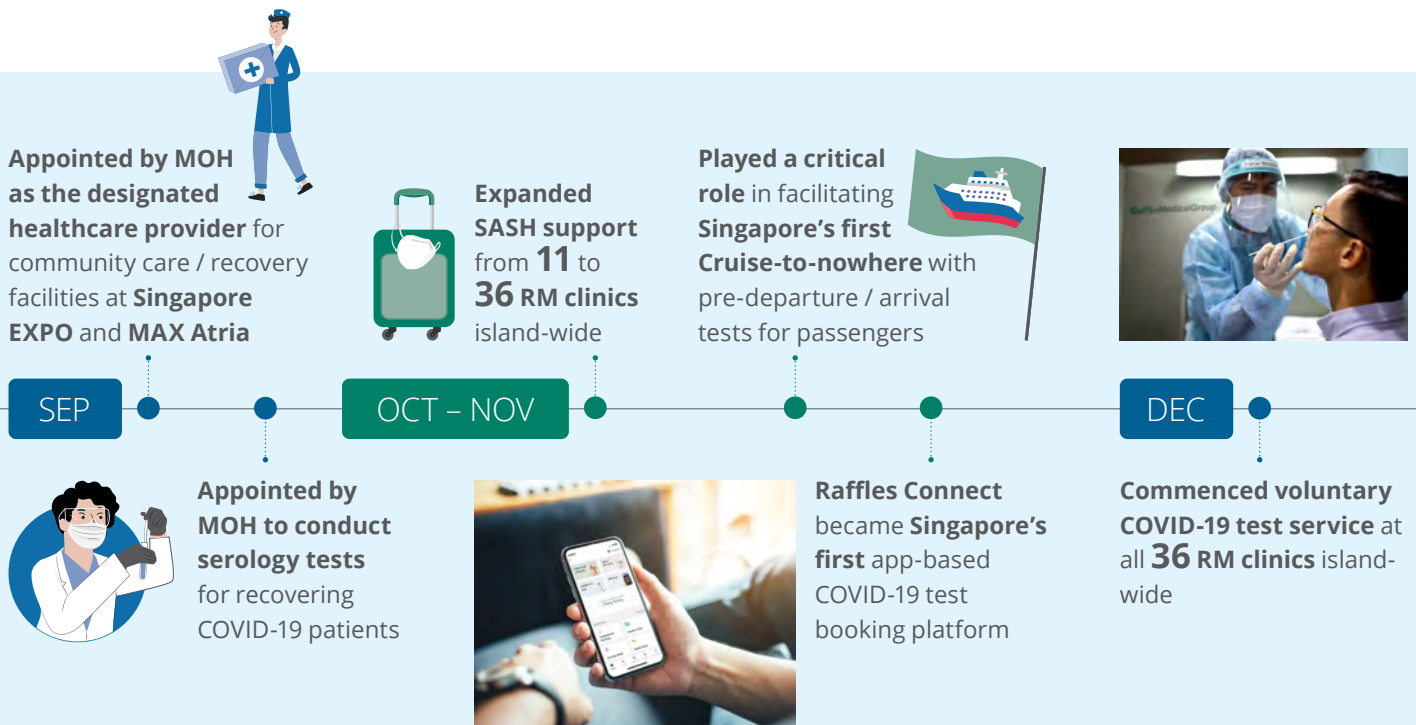 Appointed by MOH
as the designated
healthcare provider for
community care / recovery
facilities at Singapore
EXPO and MAX Atria
Expanded
SASH support
from 11 to
36 RM clinics
island-wide
Played a critical
role in facilitating
Singapore's first
Cruise-to-nowhere with
pre-departure / arrival
tests for passengers
RafflesMedicalGroup
SEP
OCT – NOV
DEC
Appointed by
MOH to conduct
serology tests
for recovering
COVID-19 patients
Raffles Connect
became Singapore's
first app-based
COVID-19 test
booking platform
Commenced voluntary
COVID-19 test service at
all 36 RM clinics island-
wide